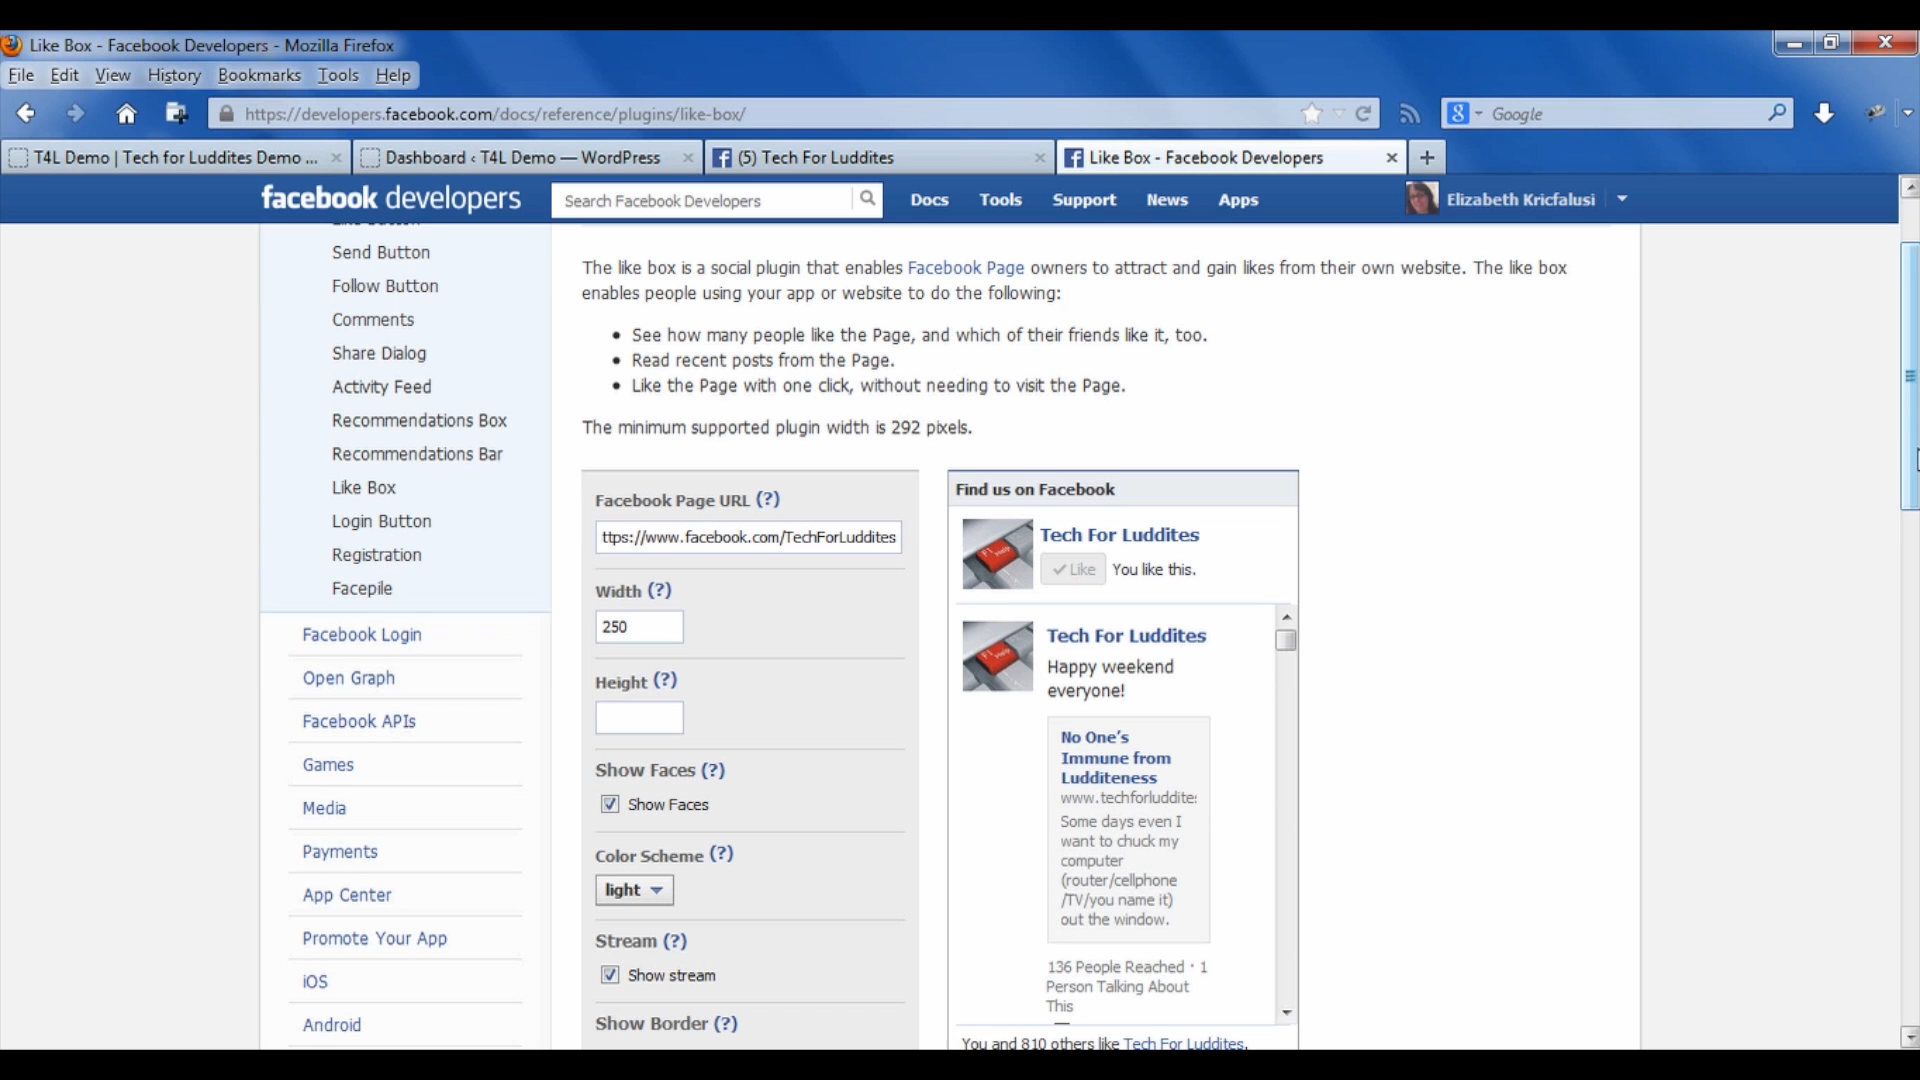 Like Box - Facebook Developers - Mozilla Firefox
File Edit View History Bookmarks Tools Help
https://developers.facebook.com/docs/reference/plugins/like-box/
Google
T4L Demo | Tech for Luddites Demo ...
Dashboard ‹ T4L Demo — WordPress
(5) Tech For Luddites
Like Box - Facebook Developers
facebook developers
Search Facebook Developers
Docs Tools Support News Apps
Elizabeth Kricfalusi
Send Button
Follow Button
Comments
Share Dialog
Activity Feed
Recommendations Box
Recommendations Bar
Like Box
Login Button
Registration
Facepile
Facebook Login
Open Graph
Facebook APIs
Games
Media
Payments
App Center
Promote Your App
iOS
Android
The like box is a social plugin that enables Facebook Page owners to attract and gain likes from their own website. The like box
enables people using your app or website to do the following:
• See how many people like the Page, and which of their friends like it, too.
• Read recent posts from the Page.
• Like the Page with one click, without needing to visit the Page.
The minimum supported plugin width is 292 pixels.
Facebook Page URL (?)
ttps://www.facebook.com/TechForLuddites
Width (?)
250
Height (?)
Show Faces (?)
Show Faces
Color Scheme (?)
light
Stream (?)
Show stream
Show Border (?)
Find us on Facebook
Tech For Luddites
Like You like this.
Tech For Luddites
Happy weekend
everyone!
No One's
Immune from
Ludditeness
www.techforluddites
Some days even I
want to chuck my
computer
(router/cellphone
/TV/you name it)
out the window.
136 People Reached · 1
Person Talking About
This
You and 810 others like Tech For Luddites.